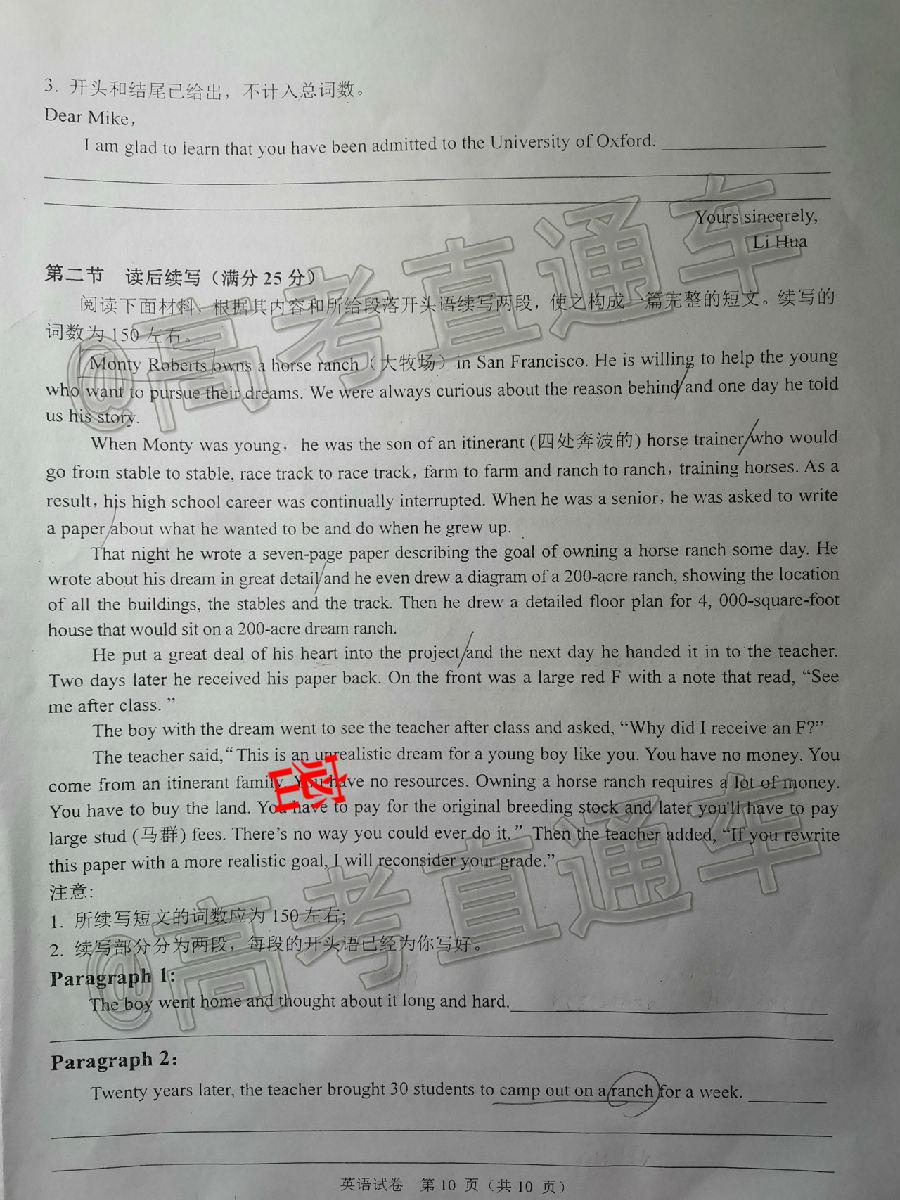 3. 开头和结尾已给出，不计入总词数。
Dear Mike,
I am glad to learn that you have been admitted to the University of Oxford.
Yours sincerely,
Li Hua
第二节 读后续写（满分 25 分）
阅读下面材料，根据其内容和所给段落开头语续写两段，使之构成一篇完整的短文。续写的
词数为 150 左右。
Monty Roberts owns a horse ranch（大牧场）in San Francisco. He is willing to help the young
who want to pursue their dreams. We were always curious about the reason behind and one day he told
us his story.
When Monty was young, he was the son of an itinerant (四处奔波的) horse trainer who would
go from stable to stable, race track to race track, farm to farm and ranch to ranch, training horses. As a
result, his high school career was continually interrupted. When he was a senior, he was asked to write
a paper about what he wanted to be and do when he grew up.
That night he wrote a seven-page paper describing the goal of owning a horse ranch some day. He
wrote about his dream in great detail and he even drew a diagram of a 200-acre ranch, showing the location
of all the buildings, the stables and the track. Then he drew a detailed floor plan for 4, 000-square-foot
house that would sit on a 200-acre dream ranch.
He put a great deal of his heart into the project and the next day he handed it in to the teacher.
Two days later he received his paper back. On the front was a large red F with a note that read, “See
me after class. ”
The boy with the dream went to see the teacher after class and asked, “Why did I receive an F?”
The teacher said,“This is an unrealistic dream for a young boy like you. You have no money. You
come from an itinerant family. You have no resources. Owning a horse ranch requires a lot of money.
You have to buy the land. You have to pay for the original breeding stock and later you'll have to pay
large stud (马群) fees. There's no way you could ever do it.” Then the teacher added, “If you rewrite
this paper with a more realistic goal, I will reconsider your grade.”
注意:
1. 所续写短文的词数应为 150 左右;
2. 续写部分分为两段，每段的开头语已经为你写好。
Paragraph 1:
The boy went home and thought about it long and hard.
Paragraph 2:
Twenty years later, the teacher brought 30 students to camp out on a ranch for a week.
英语试卷 第 10 页（共 10 页）
@高考直通车
@高考直通车